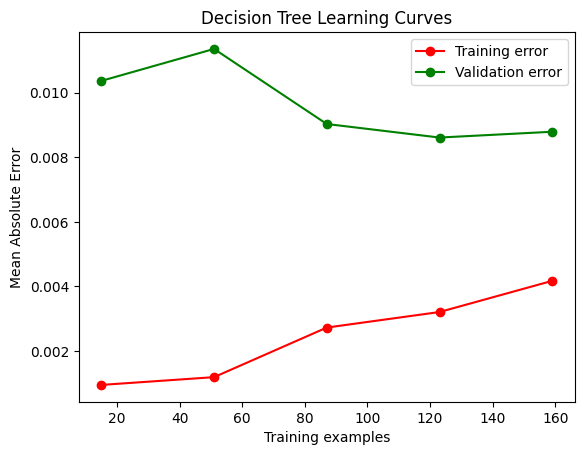 Decision Tree Learning Curves
Training error
Validation error
Mean Absolute Error
0.010
0.008
0.006
0.004
0.002
20 40 60 80 100 120 140 160
Training examples